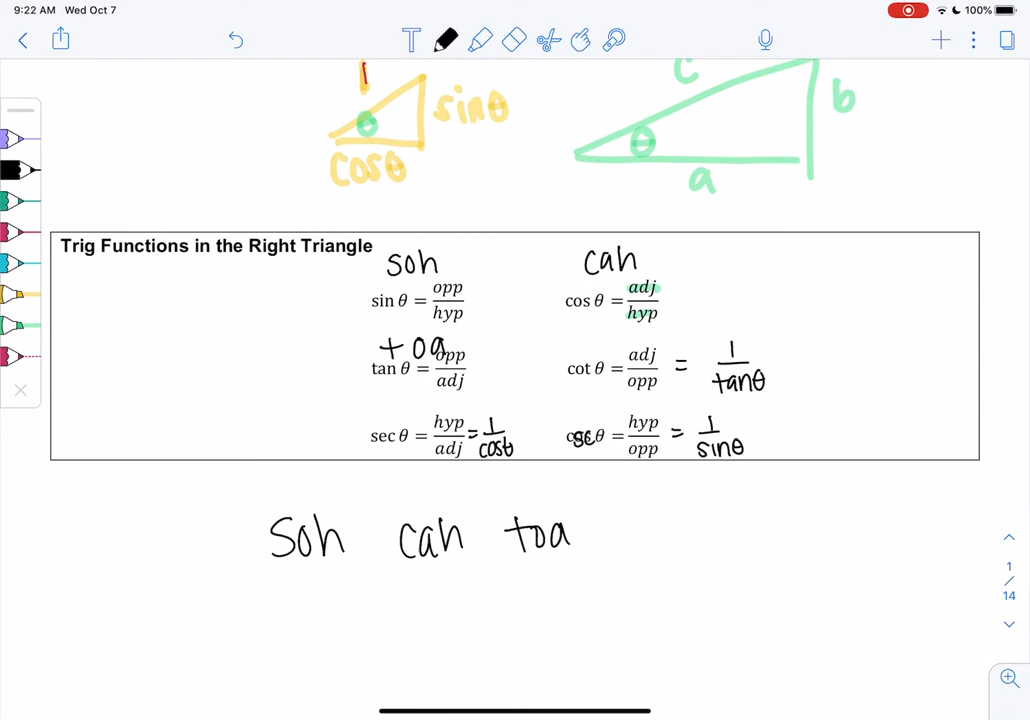 9:22 AM Wed Oct 7
100%
1
sinθ
θ
cosθ
c
b
θ
a
Trig Functions in the Right Triangle
soh
cah
sin θ = opp/hyp
cos θ = adj/hyp
toa
tan θ = opp/adj
cot θ = adj/opp = 1/tanθ
sec θ = hyp/adj = 1/cosθ
csc θ = hyp/opp = 1/sinθ
soh cah toa
1
/
14